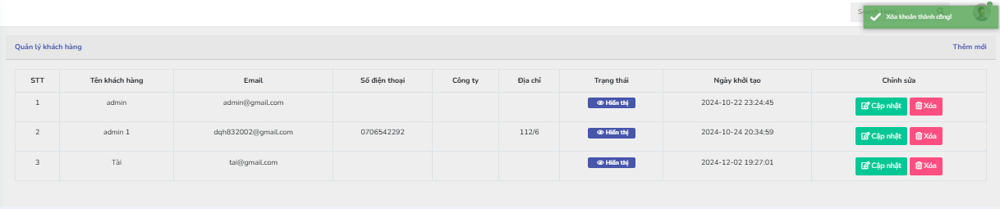 Xóa khoản thành công!
Quản lý khách hàng
Thêm mới
STT Tên khách hàng Email Số điện thoại Công ty Địa chỉ Trạng thái Ngày khởi tạo Chỉnh sửa
1 admin admin@gmail.com Hiển thị 2024-10-22 23:24:45 Cập nhật Xóa
2 admin 1 dqh832002@gmail.com 0706542292 112/6 Hiển thị 2024-10-24 20:34:59 Cập nhật Xóa
3 Tài tai@gmail.com Hiển thị 2024-12-02 19:27:01 Cập nhật Xóa